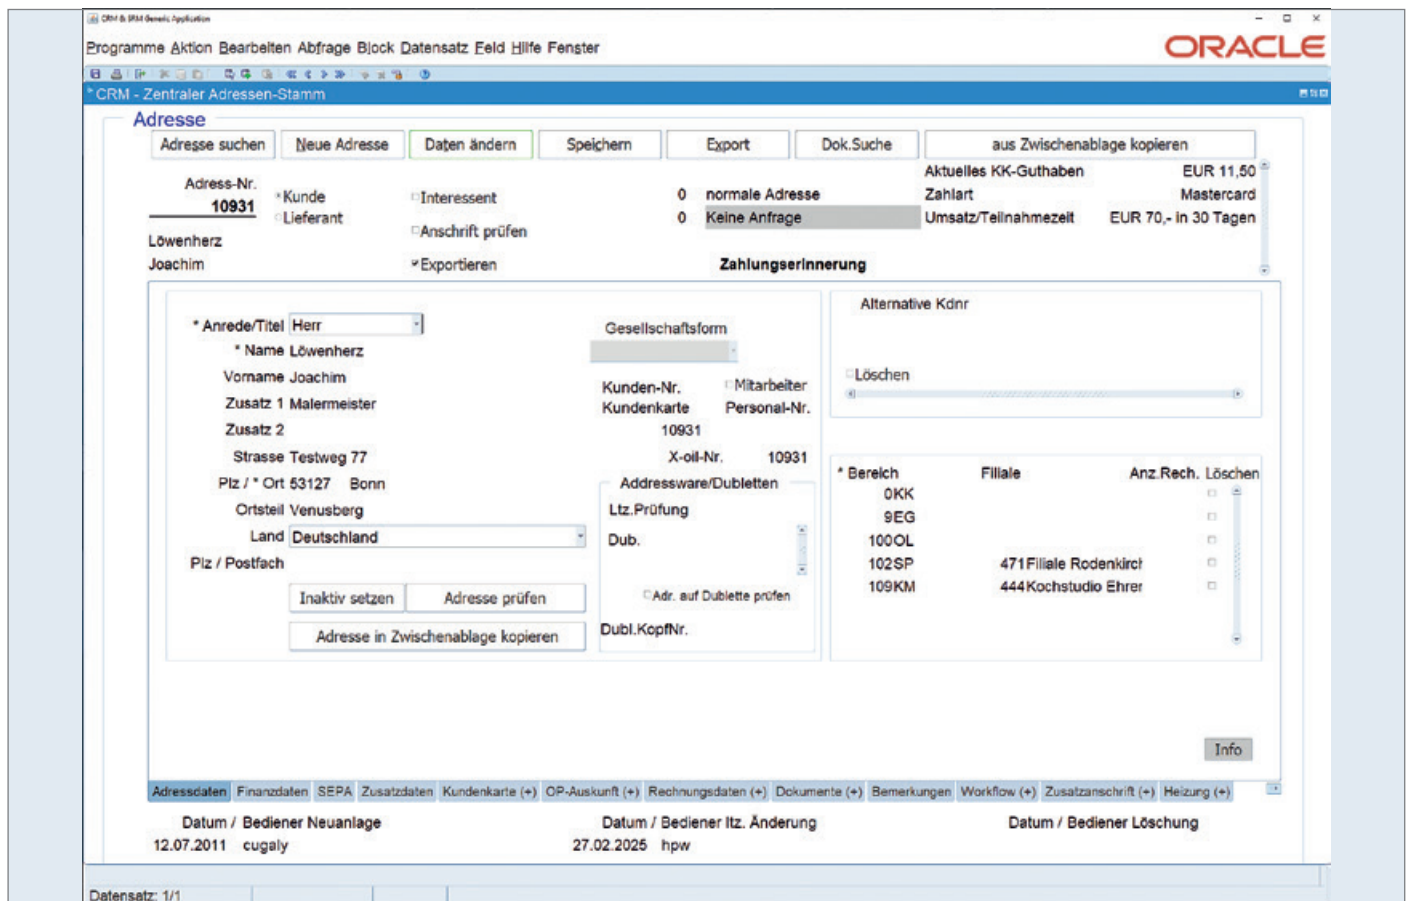 CRM & SRM Generic Application
Programme Aktion Bearbeiten Abfrage Block Datensatz Feld Hilfe Fenster
ORACLE
CRM - Zentraler Adressen-Stamm
Adresse
Adresse suchen Neue Adresse Daten ändern Speichern Export Dok.Suche aus Zwischenablage kopieren
Aktuelles KK-Guthaben EUR 11,50
Adress-Nr. Kunde Interessent 0 normale Adresse Zahlart Mastercard
10931 Lieferant 0 Keine Anfrage Umsatz/Teilnahmezeit EUR 70,- in 30 Tagen
Anschrift prüfen
Löwenherz
Joachim Exportieren Zahlungserinnerung
Alternative Kdnr
* Anrede/Titel Herr Gesellschaftsform
* Name Löwenherz
Vorname Joachim Kunden-Nr. Mitarbeiter Löschen
Zusatz 1 Malermeister Kundenkarte Personal-Nr.
Zusatz 2 10931
Strasse Testweg 77 X-oil-Nr. 10931
* Bereich Filiale Anz.Rech. Löschen
Plz / * Ort 53127 Bonn Addressware/Dubletten
0KK
Ortsteil Venusberg Ltz.Prüfung
9EG
Land Deutschland Dub.
100OL
Plz / Postfach
102SP 471 Filiale Rodenkirch
109KM 444 Kochstudio Ehrer
Inaktiv setzen Adresse prüfen Adr. auf Dublette prüfen
Adresse in Zwischenablage kopieren Dubl.KopfNr.
Info
Adressdaten Finanzdaten SEPA Zusatzdaten Kundenkarte (+) OP-Auskunft (+) Rechnungsdaten (+) Dokumente (+) Bemerkungen Workflow (+) Zusatzanschrift (+) Heizung (+)
Datum / Bediener Neuanlage Datum / Bediener ltz. Änderung Datum / Bediener Löschung
12.07.2011 cugaly 27.02.2025 hpw
Datensatz: 1/1